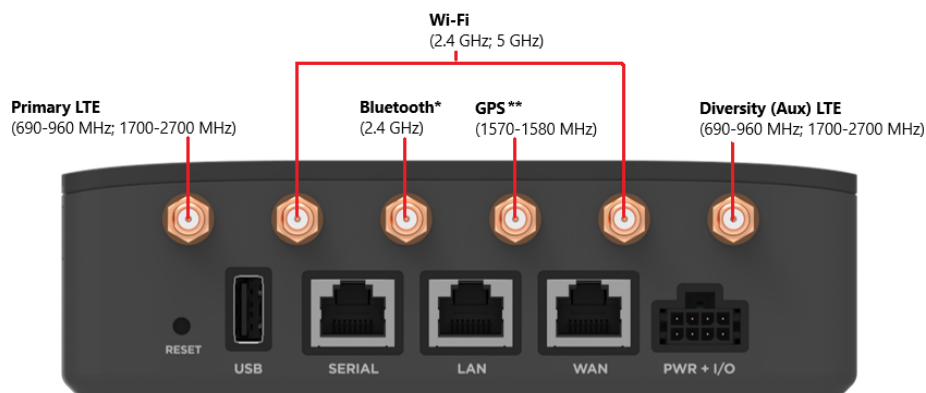 Wi-Fi
(2.4 GHz; 5 GHz)
Primary LTE
(690-960 MHz; 1700-2700 MHz)
Bluetooth*
(2.4 GHz)
GPS**
(1570-1580 MHz)
Diversity (Aux) LTE
(690-960 MHz; 1700-2700 MHz)
RESET
USB
SERIAL
LAN
WAN
PWR + I/O